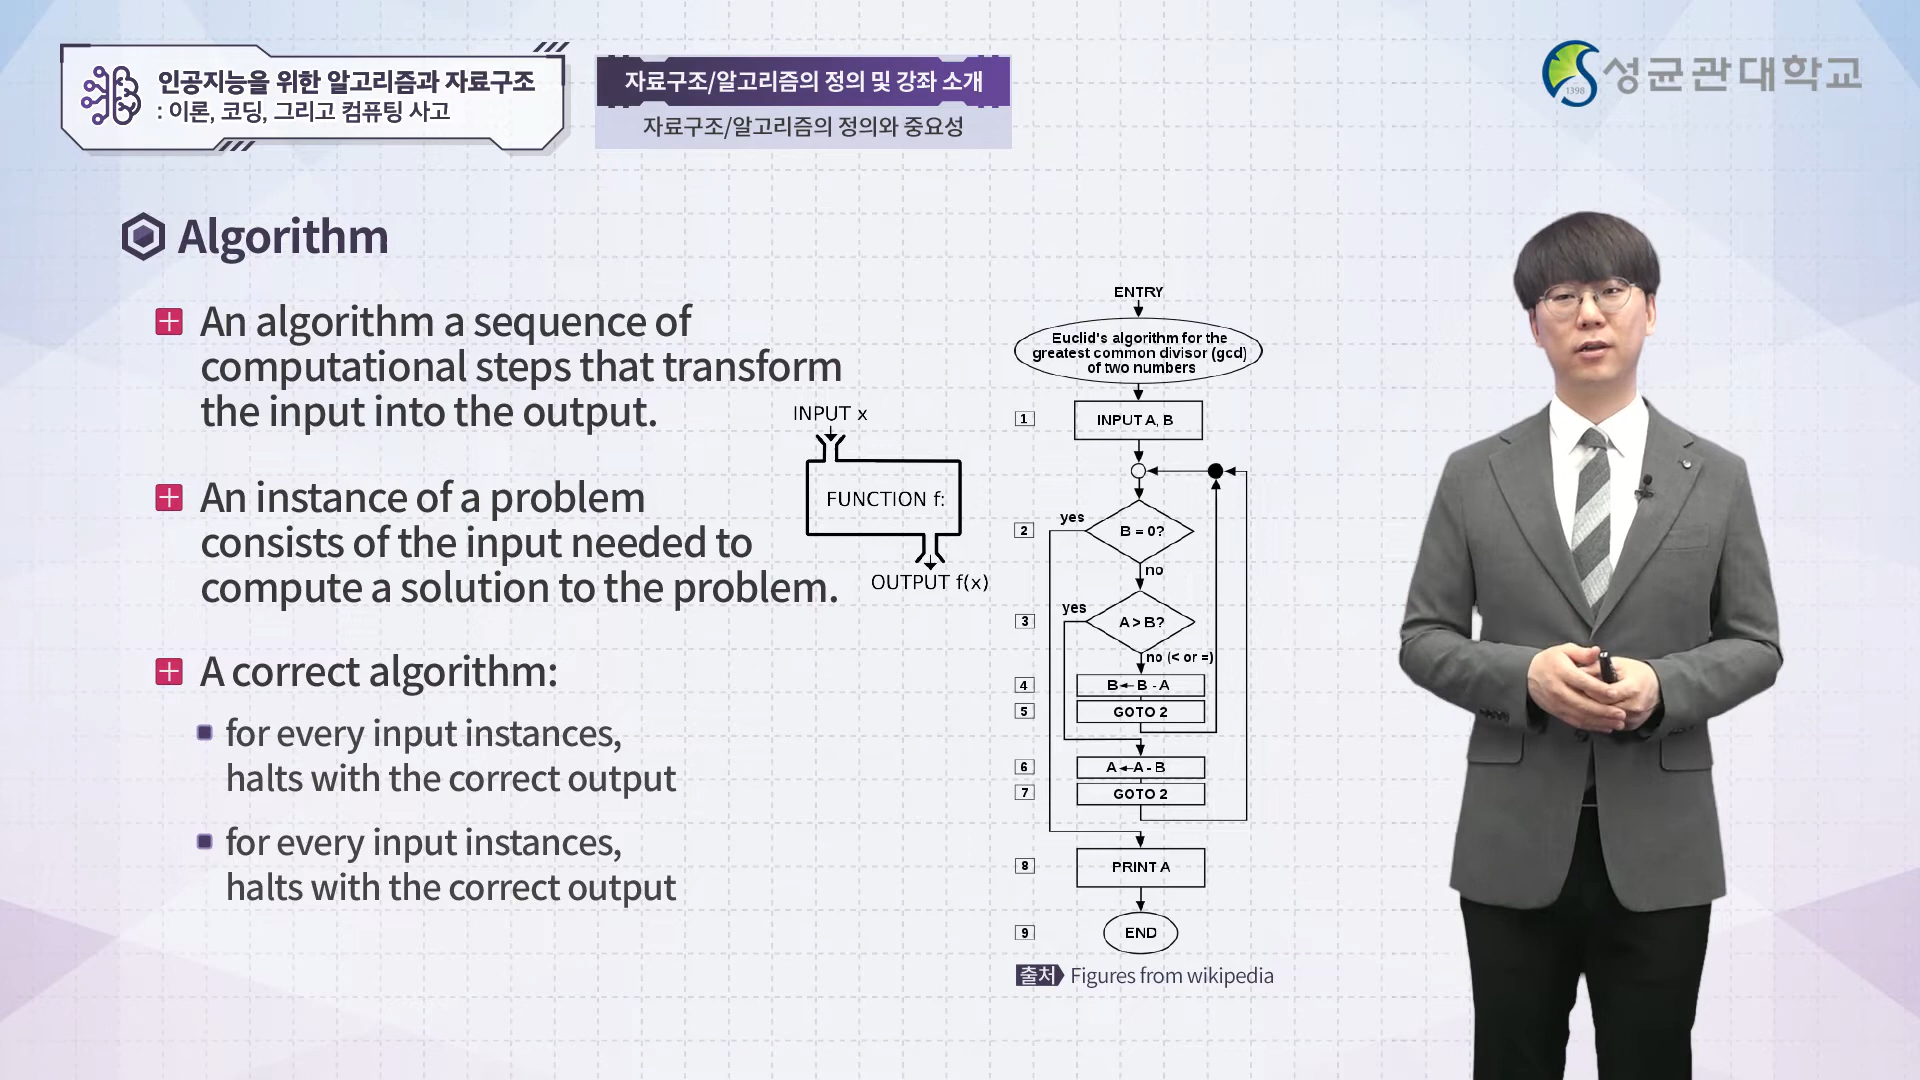 인공지능을 위한 알고리즘과 자료구조
: 이론, 코딩, 그리고 컴퓨팅 사고
자료구조/알고리즘의 정의 및 강좌 소개
자료구조/알고리즘의 정의와 중요성
1398
성균관대학교
Algorithm
An algorithm a sequence of
computational steps that transform
the input into the output.
An instance of a problem
consists of the input needed to
compute a solution to the problem.
A correct algorithm:
for every input instances,
halts with the correct output
for every input instances,
halts with the correct output
INPUT x
FUNCTION f:
OUTPUT f(x)
ENTRY
Euclid's algorithm for the
greatest common divisor (gcd)
of two numbers
1
INPUT A, B
yes
2
B = 0?
no
yes
3
A > B?
no (< or =)
4
B←B - A
5
GOTO 2
6
A←A - B
7
GOTO 2
8
PRINT A
9
END
출처 Figures from wikipedia